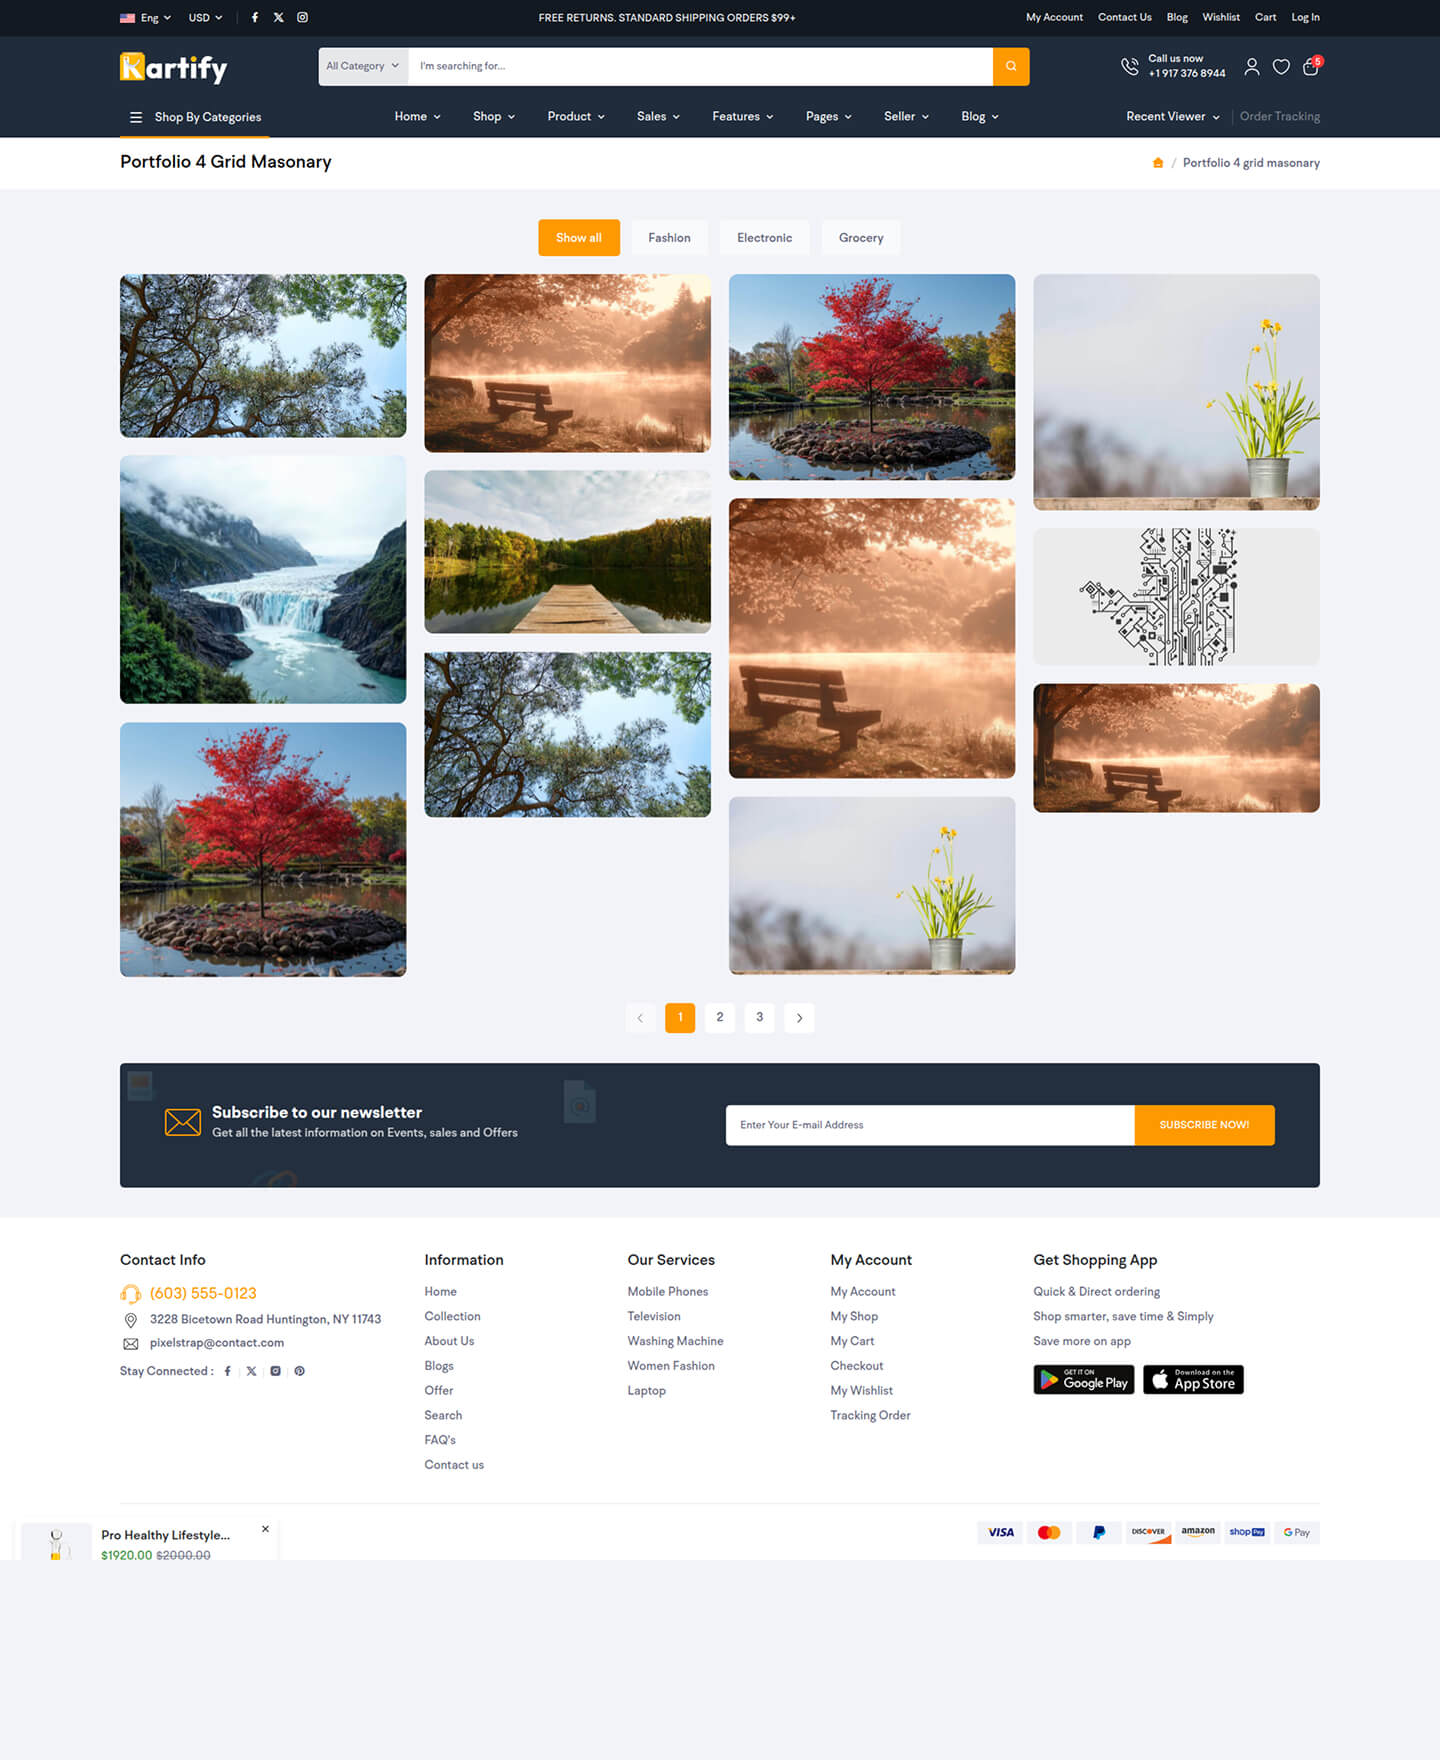 Eng USD FREE RETURNS. STANDARD SHIPPING ORDERS $99+ My Account Contact Us Blog Wishlist Cart Log In
Kartify All Category I'm searching for... Call us now
+1 917 376 8944 5
Shop By Categories Home Shop Product Sales Features Pages Seller Blog Recent Viewer Order Tracking
Portfolio 4 Grid Masonary / Portfolio 4 grid masonary
Show all Fashion Electronic Grocery
1 2 3
Subscribe to our newsletter
Get all the latest information on Events, sales and Offers
Enter Your E-mail Address SUBSCRIBE NOW!
Contact Info
(603) 555-0123
3228 Bicetown Road Huntington, NY 11743
pixelstrap@contact.com
Stay Connected :
Information
Home
Collection
About Us
Blogs
Offer
Search
FAQ's
Contact us
Our Services
Mobile Phones
Television
Washing Machine
Women Fashion
Laptop
My Account
My Account
My Shop
My Cart
Checkout
My Wishlist
Tracking Order
Get Shopping App
Quick & Direct ordering
Shop smarter, save time & Simply
Save more on app
GET IT ON
Google Play
Download on the
App Store
Pro Healthy Lifestyle...
$1920.00 $2000.00
VISA DISCOVER amazon shop Pay G Pay